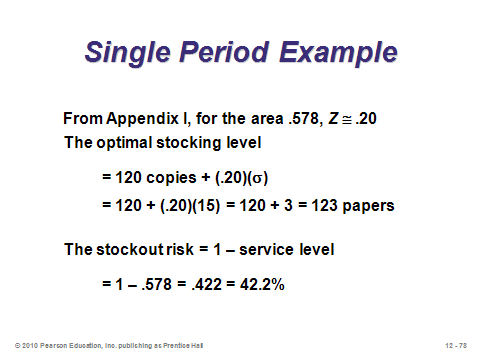 Single Period Example
From Appendix I, for the area .578, Z ≅ .20
The optimal stocking level
= 120 copies + (.20)(σ)
= 120 + (.20)(15) = 120 + 3 = 123 papers
The stockout risk = 1 – service level
= 1 – .578 = .422 = 42.2%
© 2010 Pearson Education, Inc. publishing as Prentice Hall
12 - 78